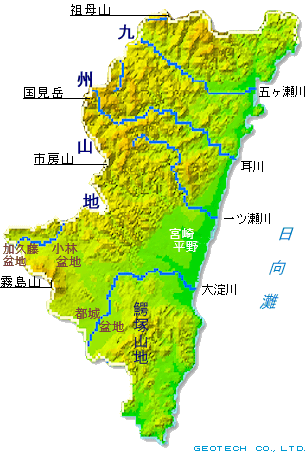 祖母山
九州山地
国見岳
五ヶ瀬川
市房山
耳川
一ツ瀬川
宮崎
平野
日向灘
加久藤
盆地
小林
盆地
霧島山
大淀川
都城
盆地
鰐塚山地
GEOTECH CO., LTD.